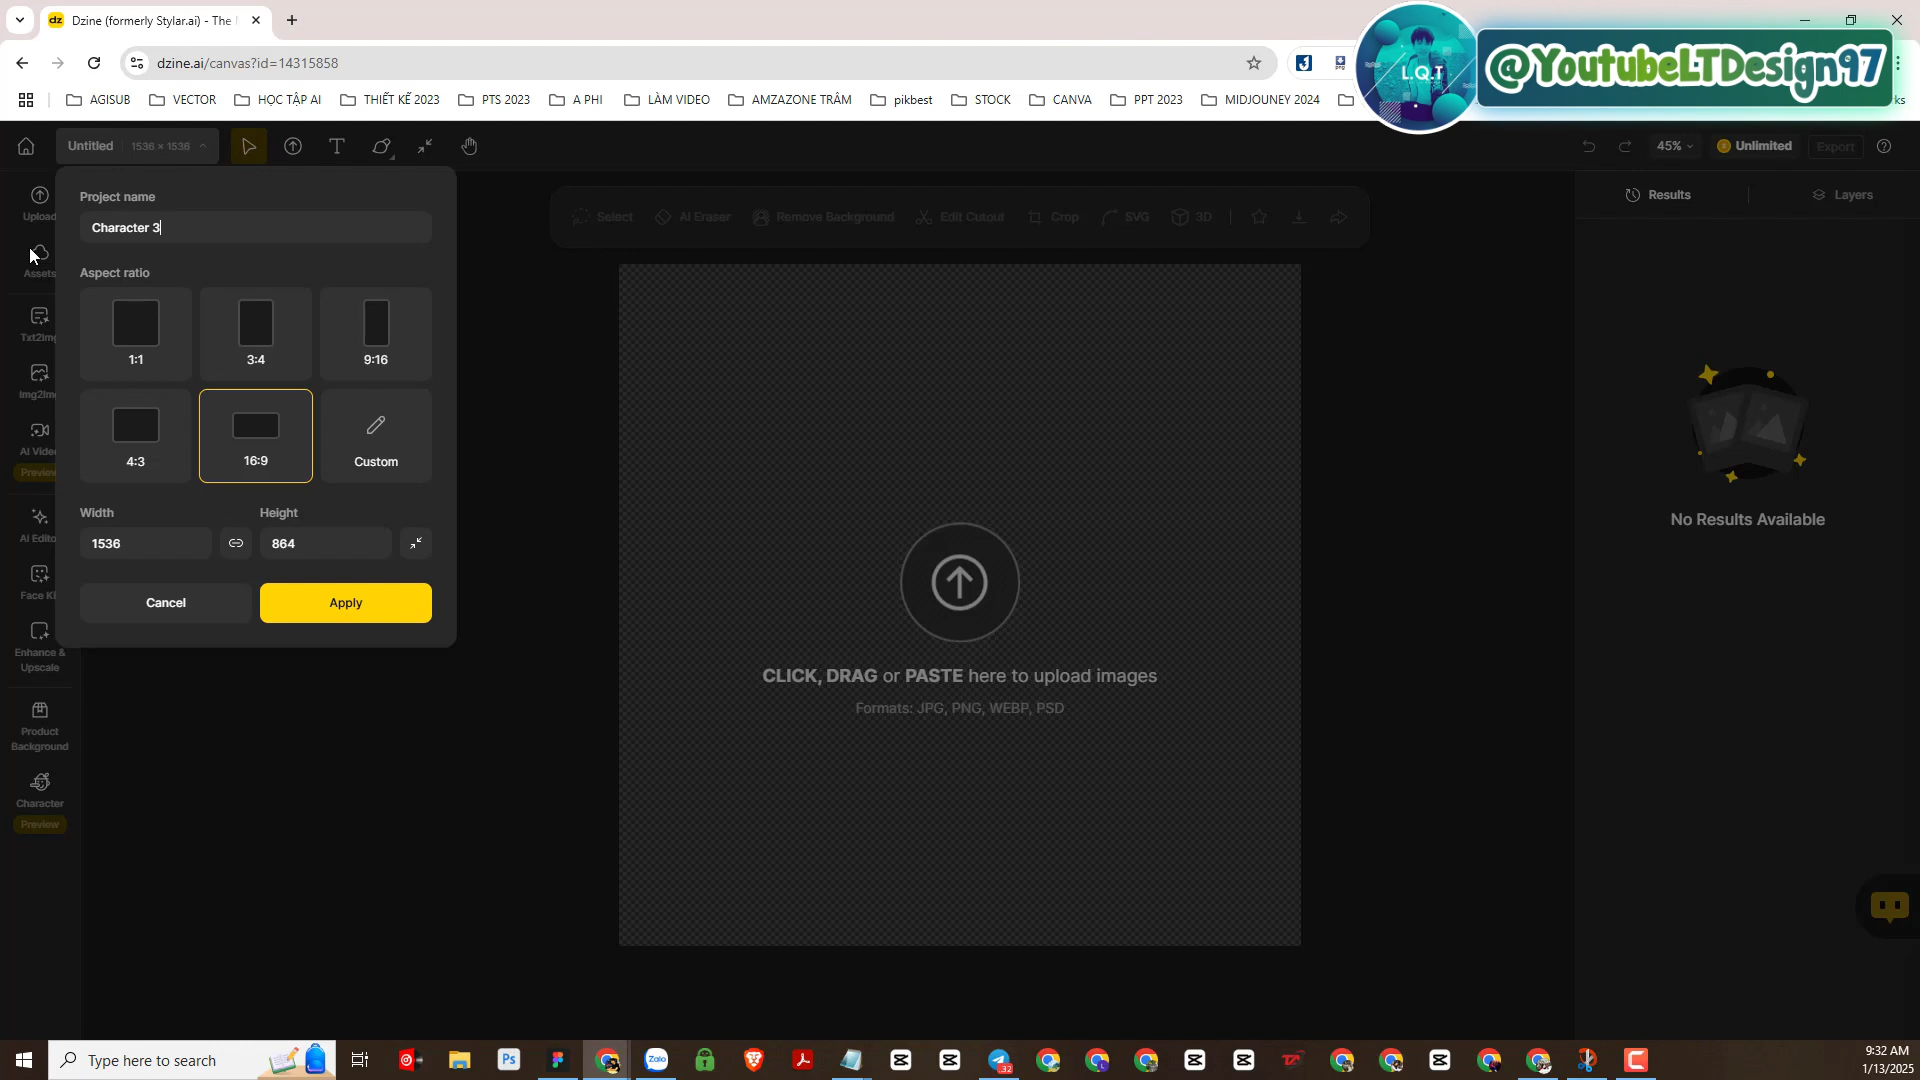 Dzine (formerly Stylar.ai) - The
dzine.ai/canvas?id=14315858
L.Q.T
@YoutubeLTDesign97
AGISUB
VECTOR
HỌC TẬP AI
THIẾT KẾ 2023
PTS 2023
A PHI
LÀM VIDEO
AMZAZONE TRÂM
pikbest
STOCK
CANVA
PPT 2023
MIDJOUNEY 2024
Untitled
1536 × 1536
45%
Unlimited
Export
Upload
Assets
Txt2Img
Img2Img
AI Video
Preview
AI Edito
Face Ki
Enhance &
Upscale
Product
Background
Character
Preview
Project name
Character 3
Aspect ratio
1:1
3:4
9:16
4:3
16:9
Custom
Width
Height
1536
864
Cancel
Apply
Select
AI Eraser
Remove Background
Edit Cutout
Crop
SVG
3D
CLICK, DRAG or PASTE here to upload images
Formats: JPG, PNG, WEBP, PSD
Results
Layers
No Results Available
Type here to search
Ps
Zalo
32
9:32 AM
1/13/2025